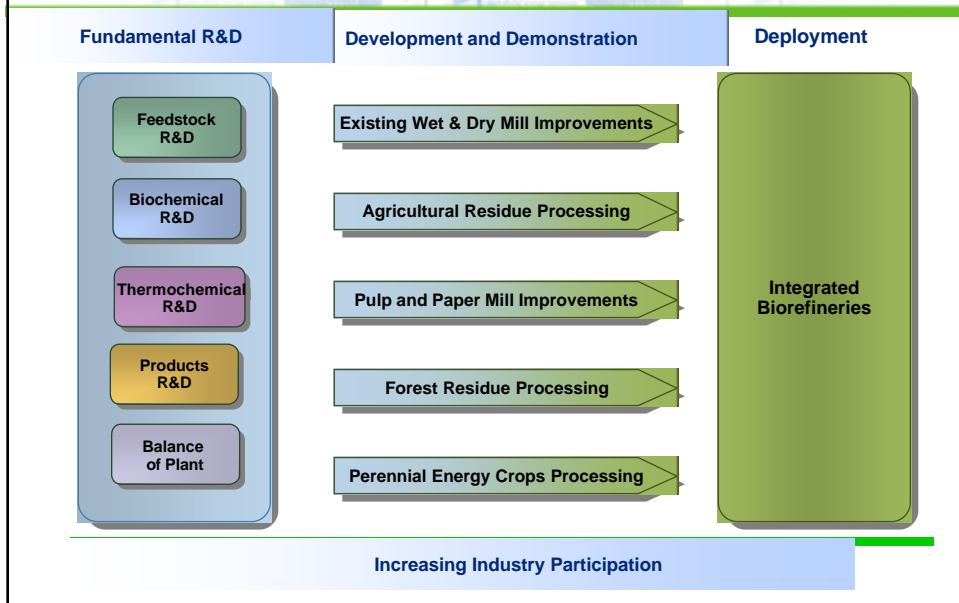 Fundamental R&D
Development and Demonstration
Deployment
Feedstock
R&D
Biochemical
R&D
Thermochemical
R&D
Products
R&D
Balance
of Plant
Existing Wet & Dry Mill Improvements
Agricultural Residue Processing
Pulp and Paper Mill Improvements
Forest Residue Processing
Perennial Energy Crops Processing
Integrated
Biorefineries
Increasing Industry Participation